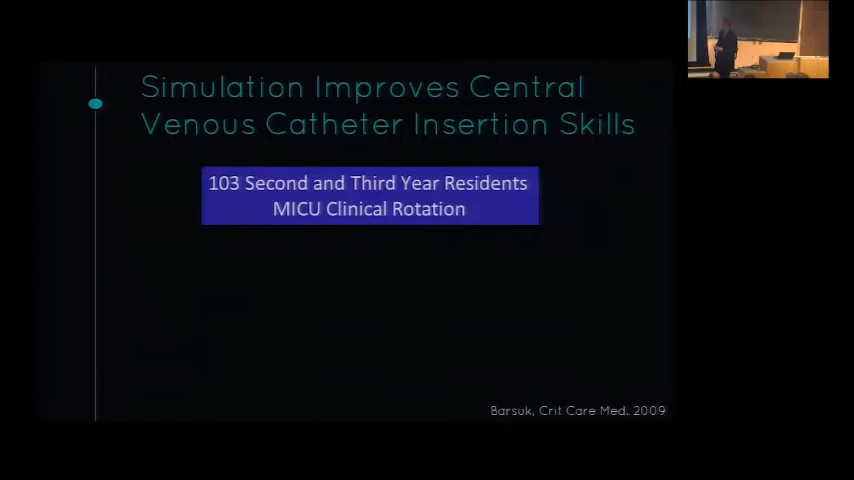 Simulation Improves Central
Venous Catheter Insertion Skills
103 Second and Third Year Residents
MICU Clinical Rotation
Barsuk, Crit Care Med. 2009